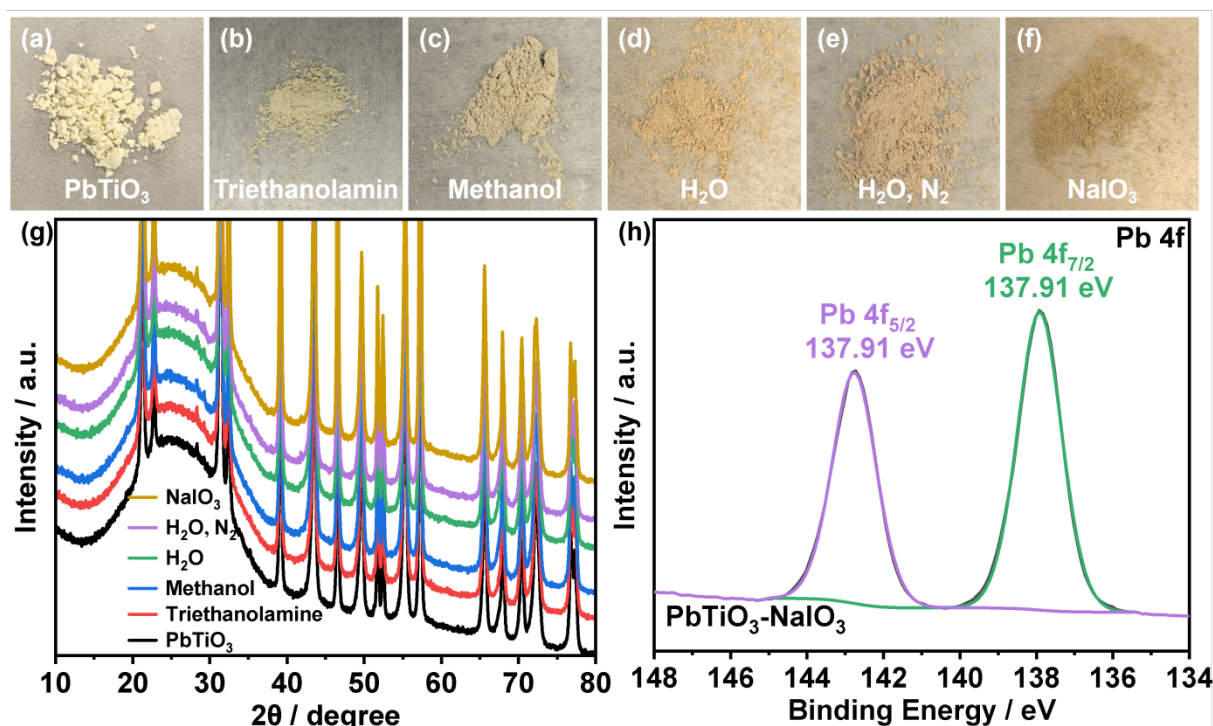 (a)
PbTiO₃
(b)
Triethanolamin
(c)
Methanol
(d)
H₂O
(e)
H₂O, N₂
(f)
NaIO₃
(g)
Intensity / a.u.
NaIO₃
H₂O, N₂
H₂O
Methanol
Triethanolamine
PbTiO₃
10 20 30 40 50 60 70 80
2θ / degree
(h)
Pb 4f
Pb 4f₇/₂
137.91 eV
Pb 4f₅/₂
137.91 eV
Intensity / a.u.
PbTiO₃-NaIO₃
148 146 144 142 140 138 136 134
Binding Energy / eV